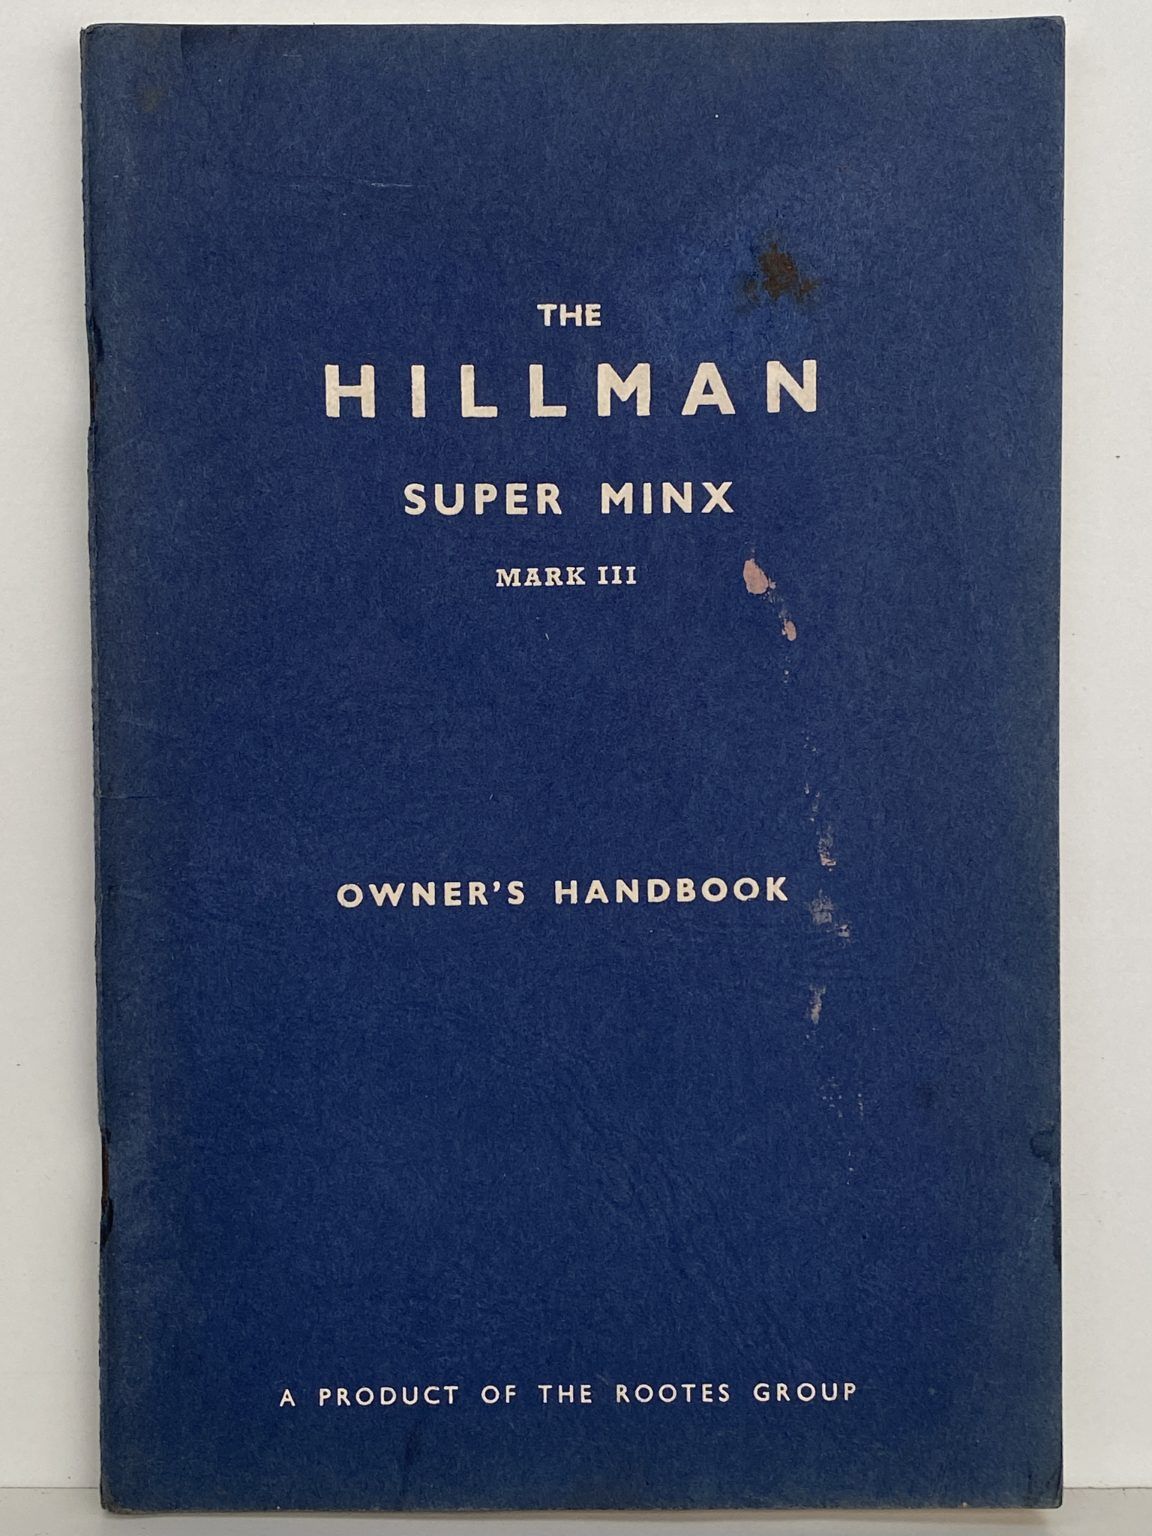 THE
HILLMAN
SUPER MINX
MARK III
OWNER'S HANDBOOK
A PRODUCT OF THE ROOTES GROUP